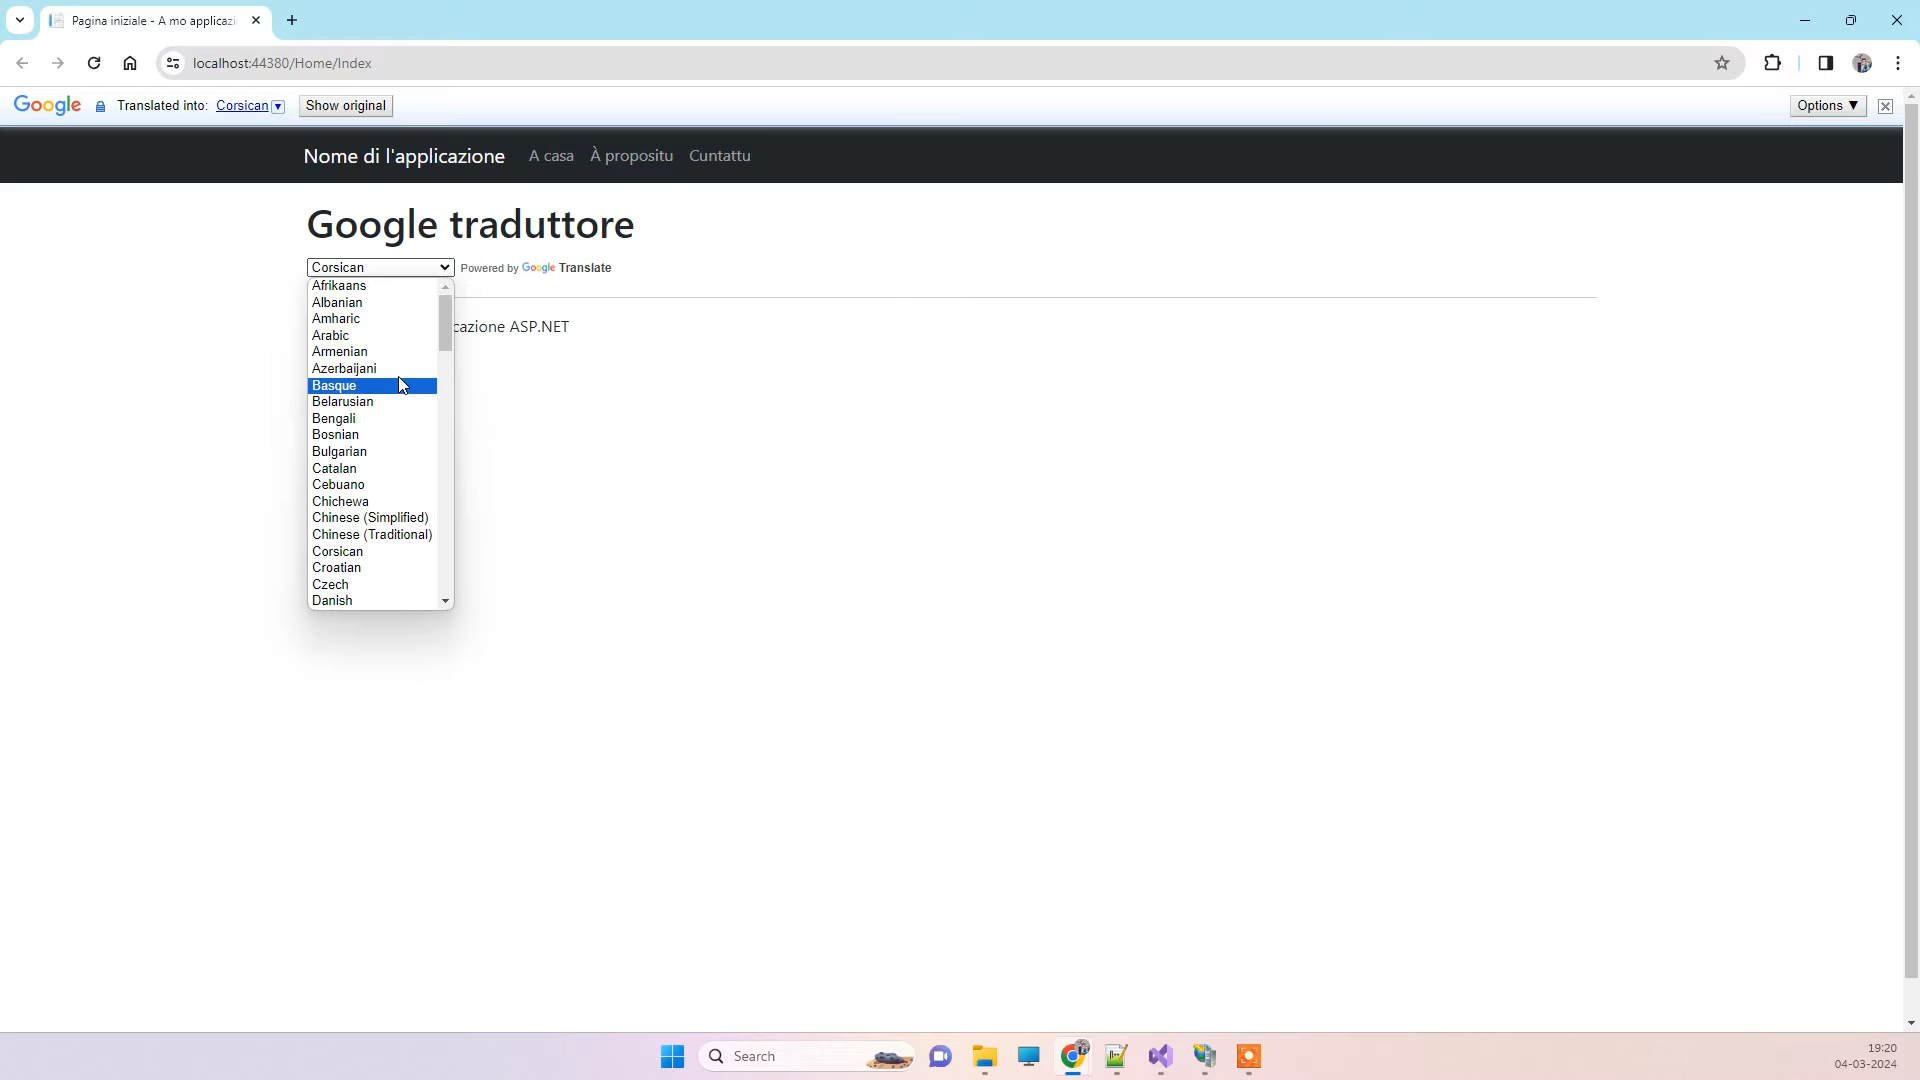 Pagina iniziale - A mo applicazi
localhost:44380/Home/Index
Google Translated into: Corsican Show original Options ▼
Nome di l'applicazione A casa À propositu Cuntattu
Google traduttore
Corsican Powered by Google Translate
Afrikaans
Albanian
Amharic
cazione ASP.NET
Arabic
Armenian
Azerbaijani
Basque
Belarusian
Bengali
Bosnian
Bulgarian
Catalan
Cebuano
Chichewa
Chinese (Simplified)
Chinese (Traditional)
Corsican
Croatian
Czech
Danish
Search
19:20
04-03-2024